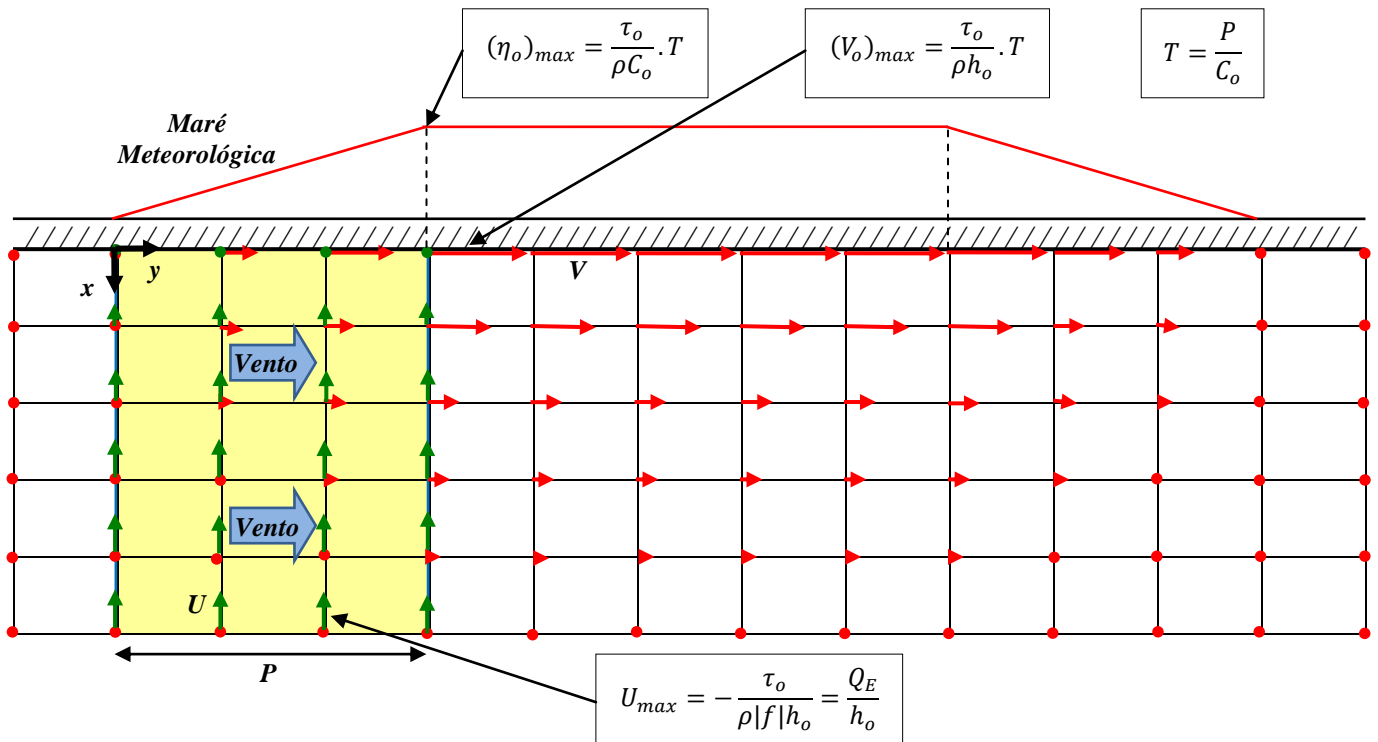 (η_o)_max = τ_o / ρC_o . T
(V_o)_max = τ_o / ρh_o . T
T = P / C_o
Maré
Meteorológica
y
x
V
Vento
Vento
U
P
U_max = − τ_o / ρ|f|h_o = Q_E / h_o